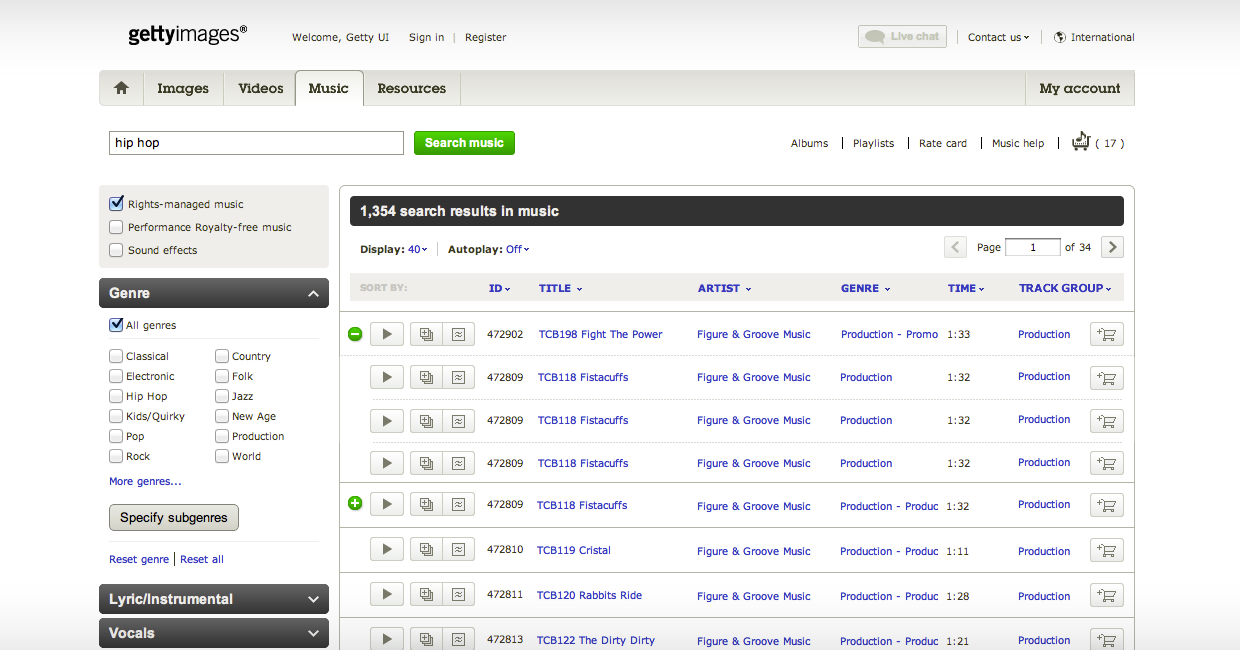 gettyimages®
Welcome, Getty UI Sign in | Register
Live chat Contact us International
Images Videos Music Resources My account
hip hop Search music
Albums Playlists Rate card Music help ( 17 )
Rights-managed music
Performance Royalty-free music
Sound effects
Genre
All genres
Classical Country
Electronic Folk
Hip Hop Jazz
Kids/Quirky New Age
Pop Production
Rock World
More genres...
Specify subgenres
Reset genre Reset all
Lyric/Instrumental
Vocals
1,354 search results in music
Display: 40 Autoplay: Off Page 1 of 34
SORT BY: ID TITLE ARTIST GENRE TIME TRACK GROUP
472902 TCB198 Fight The Power Figure & Groove Music Production - Promo 1:33 Production
472809 TCB118 Fistacuffs Figure & Groove Music Production 1:32 Production
472809 TCB118 Fistacuffs Figure & Groove Music Production 1:32 Production
472809 TCB118 Fistacuffs Figure & Groove Music Production 1:32 Production
472809 TCB118 Fistacuffs Figure & Groove Music Production - Produc 1:32 Production
472810 TCB119 Cristal Figure & Groove Music Production - Produc 1:11 Production
472811 TCB120 Rabbits Ride Figure & Groove Music Production - Produc 1:28 Production
472813 TCB122 The Dirty Dirty Figure & Groove Music Production - Produc 1:21 Production